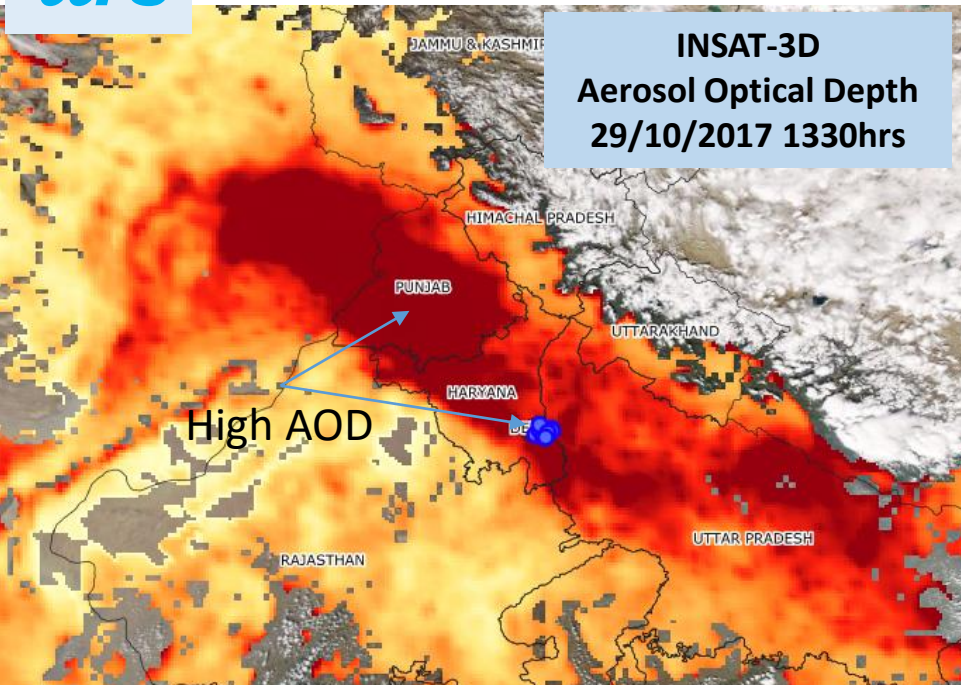 JAMMU & KASHMIR
INSAT-3D
Aerosol Optical Depth
29/10/2017 1330hrs
HIMACHAL PRADESH
PUNJAB
UTTARAKHAND
HARYANA
High AOD
DE
UTTAR PRADESH
RAJASTHAN